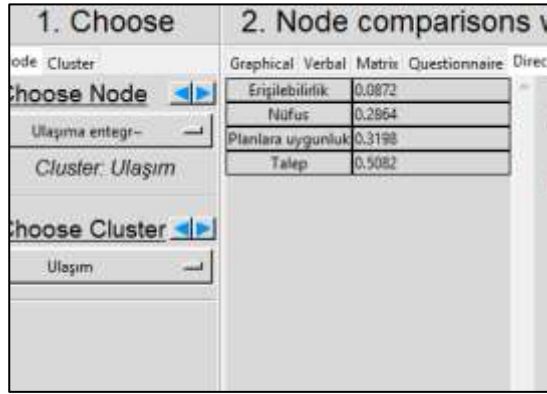 1. Choose
2. Node comparisons w
ode Cluster
Graphical Verbal Matrix Questionnaire Direc
Choose Node
Erişilebilirlik 0.0872
Nüfus 0.2864
Planlara uygunluk 0.3198
Talep 0.5082
Ulaşıma entegr~
Cluster: Ulaşım
Choose Cluster
Ulaşım